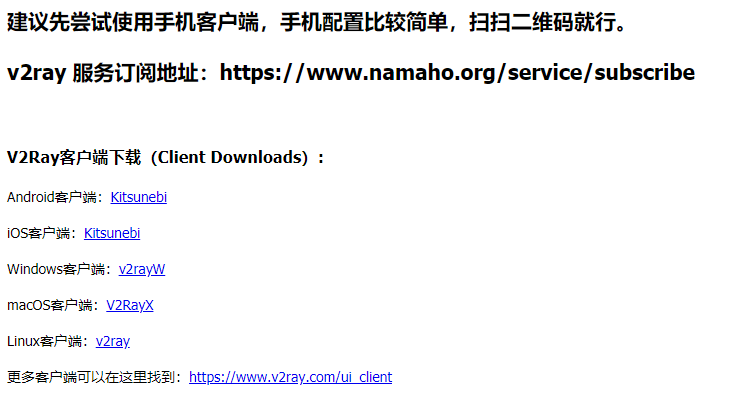 建议先尝试使用手机客户端，手机配置比较简单，扫扫二维码就行。
v2ray 服务订阅地址：https://www.namaho.org/service/subscribe
V2Ray客户端下载（Client Downloads）：
Android客户端：Kitsunebi
iOS客户端：Kitsunebi
Windows客户端：v2rayW
macOS客户端：V2RayX
Linux客户端：v2ray
更多客户端可以在这里找到：https://www.v2ray.com/ui_client